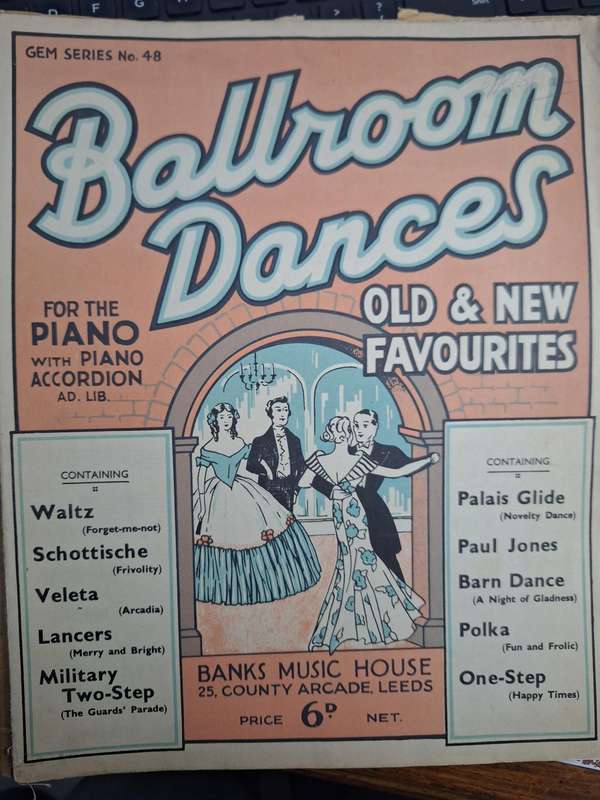 GEM SERIES No. 48
Ballroom
Dances
OLD & NEW
FAVOURITES
FOR THE
PIANO
WITH PIANO
ACCORDION
AD. LIB.
CONTAINING
Waltz
(Forget-me-not)
Schottische
(Frivolity)
Veleta
(Arcadia)
Lancers
(Merry and Bright)
Military
Two-Step
(The Guards' Parade)
CONTAINING
Palais Glide
(Novelty Dance)
Paul Jones
Barn Dance
(A Night of Gladness)
Polka
(Fun and Frolic)
One-Step
(Happy Times)
BANKS MUSIC HOUSE
25, COUNTY ARCADE, LEEDS
PRICE 6D. NET.